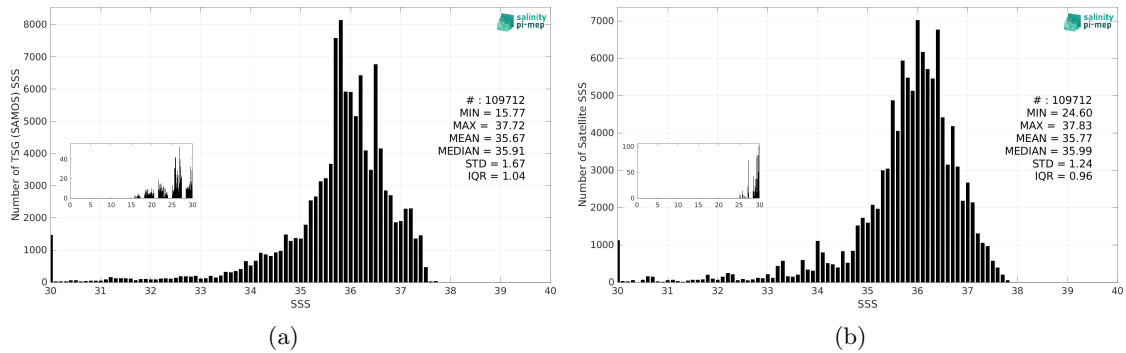 8000
7000
6000
5000
4000
3000
2000
1000
0
Number of TSG (SAMOS) SSS
salinity
pi-mep
# : 109712
MIN = 15.77
MAX = 37.72
MEAN = 35.67
MEDIAN = 35.91
STD = 1.67
IQR = 1.04
40
20
0
0 5 10 15 20 25 30
30 31 32 33 34 35 36 37 38 39 40
SSS
(a)
7000
6000
5000
4000
3000
2000
1000
0
Number of Satellite SSS
salinity
pi-mep
# : 109712
MIN = 24.60
MAX = 37.83
MEAN = 35.77
MEDIAN = 35.99
STD = 1.24
IQR = 0.96
100
50
0
0 5 10 15 20 25 30
30 31 32 33 34 35 36 37 38 39 40
SSS
(b)